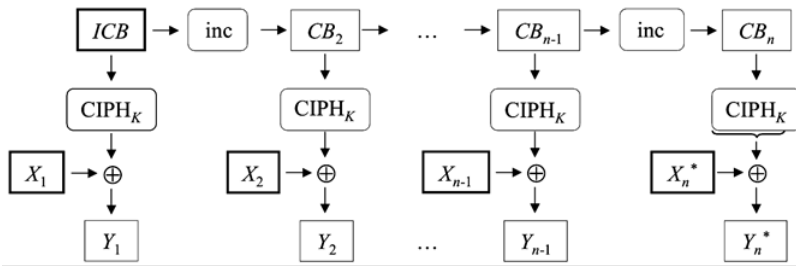 ICB inc CB2 … CBn-1 inc CBn
CIPHK CIPHK CIPHK CIPHK
X1 ⊕ X2 ⊕ Xn-1 ⊕ Xn* ⊕
Y1 Y2 … Yn-1 Yn*